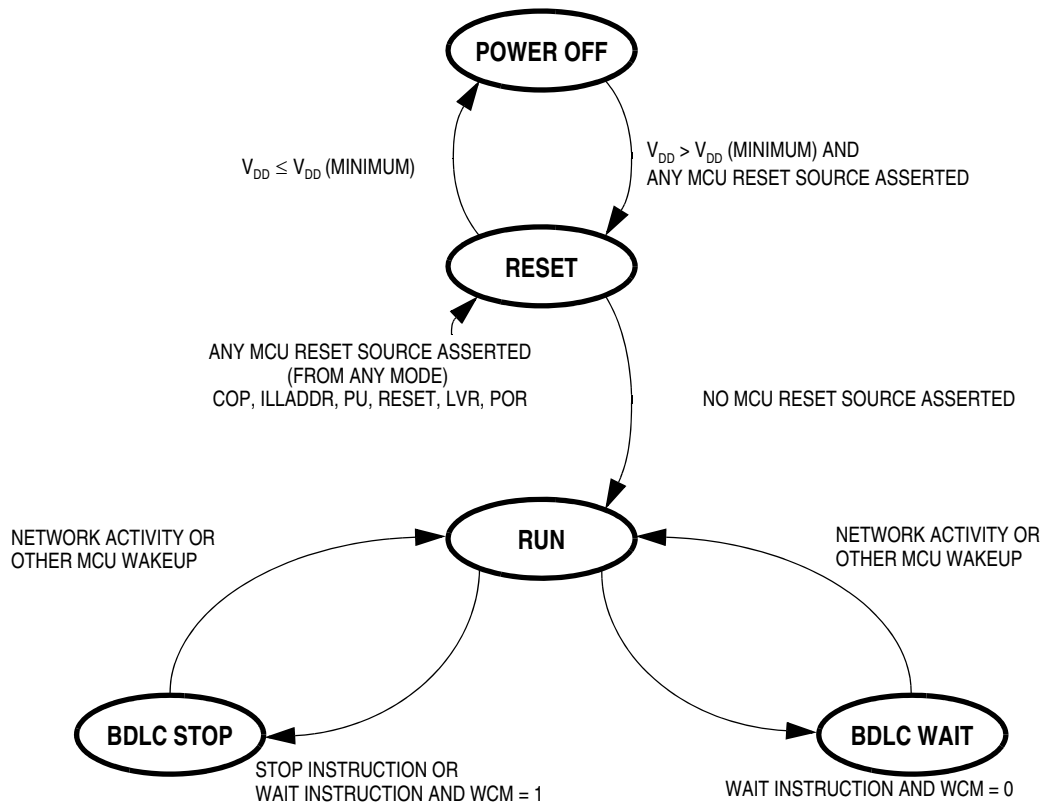 POWER OFF
V_DD ≤ V_DD (MINIMUM)
V_DD > V_DD (MINIMUM) AND
ANY MCU RESET SOURCE ASSERTED
RESET
ANY MCU RESET SOURCE ASSERTED
(FROM ANY MODE)
COP, ILLADDR, PU, RESET, LVR, POR
NO MCU RESET SOURCE ASSERTED
NETWORK ACTIVITY OR
OTHER MCU WAKEUP
RUN
NETWORK ACTIVITY OR
OTHER MCU WAKEUP
BDLC STOP
BDLC WAIT
STOP INSTRUCTION OR
WAIT INSTRUCTION AND WCM = 1
WAIT INSTRUCTION AND WCM = 0